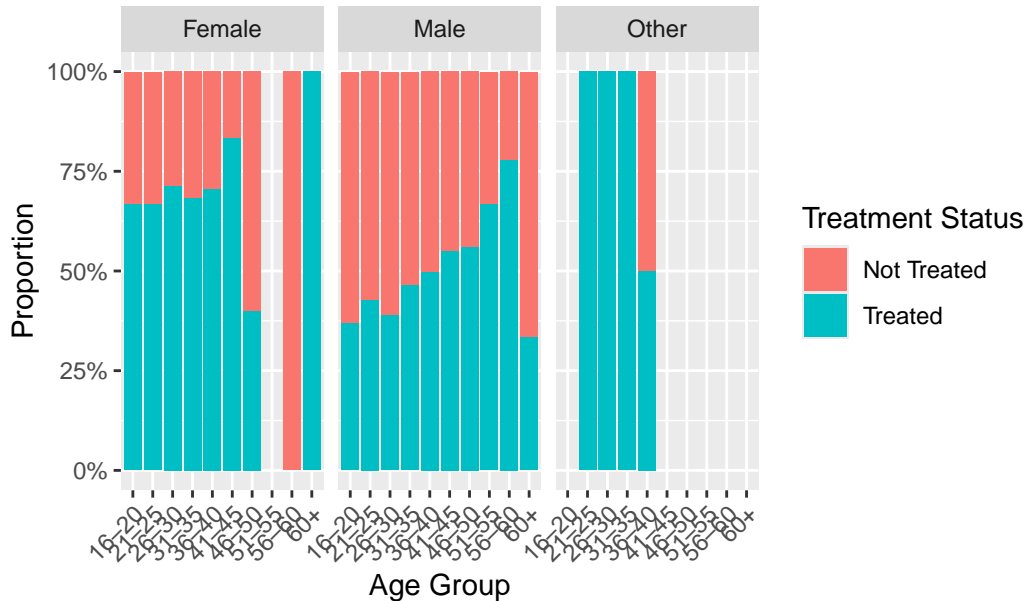 Female Male Other
100%
75%
50%
25%
0%
Proportion
16–20 21–25 26–30 31–35 36–40 41–45 46–50 51–55 56–60 60+
16–20 21–25 26–30 31–35 36–40 41–45 46–50 51–55 56–60 60+
16–20 21–25 26–30 31–35 36–40 41–45 46–50 51–55 56–60 60+
Age Group
Treatment Status
Not Treated
Treated